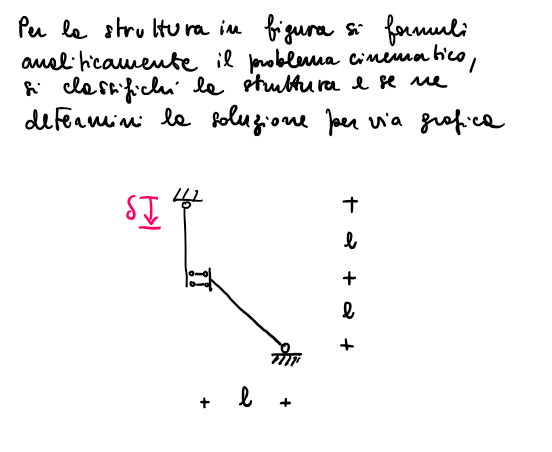 Per la struttura in figura si formuli
analiticamente il problema cinematico,
si classifichi la struttura e se ne
determini la soluzione per via grafica
δ
l
l
l